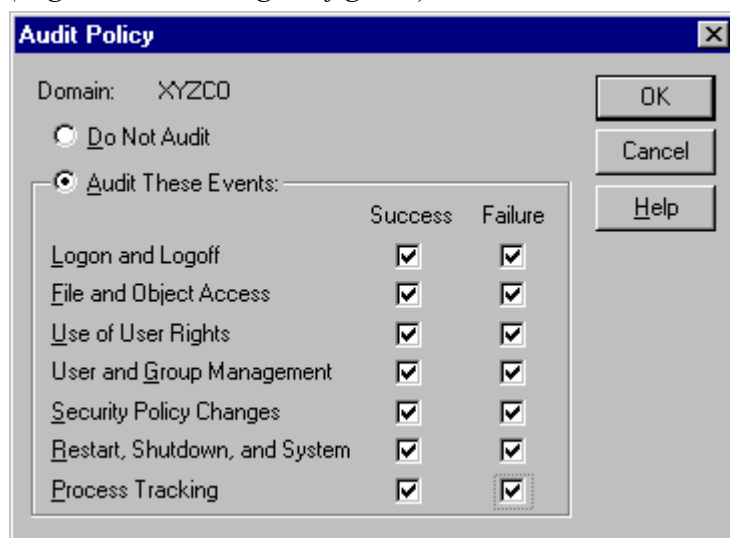 Audit Policy
Domain: XYZCO
OK
Do Not Audit
Cancel
Audit These Events:
Help
Success Failure
Logon and Logoff
File and Object Access
Use of User Rights
User and Group Management
Security Policy Changes
Restart, Shutdown, and System
Process Tracking